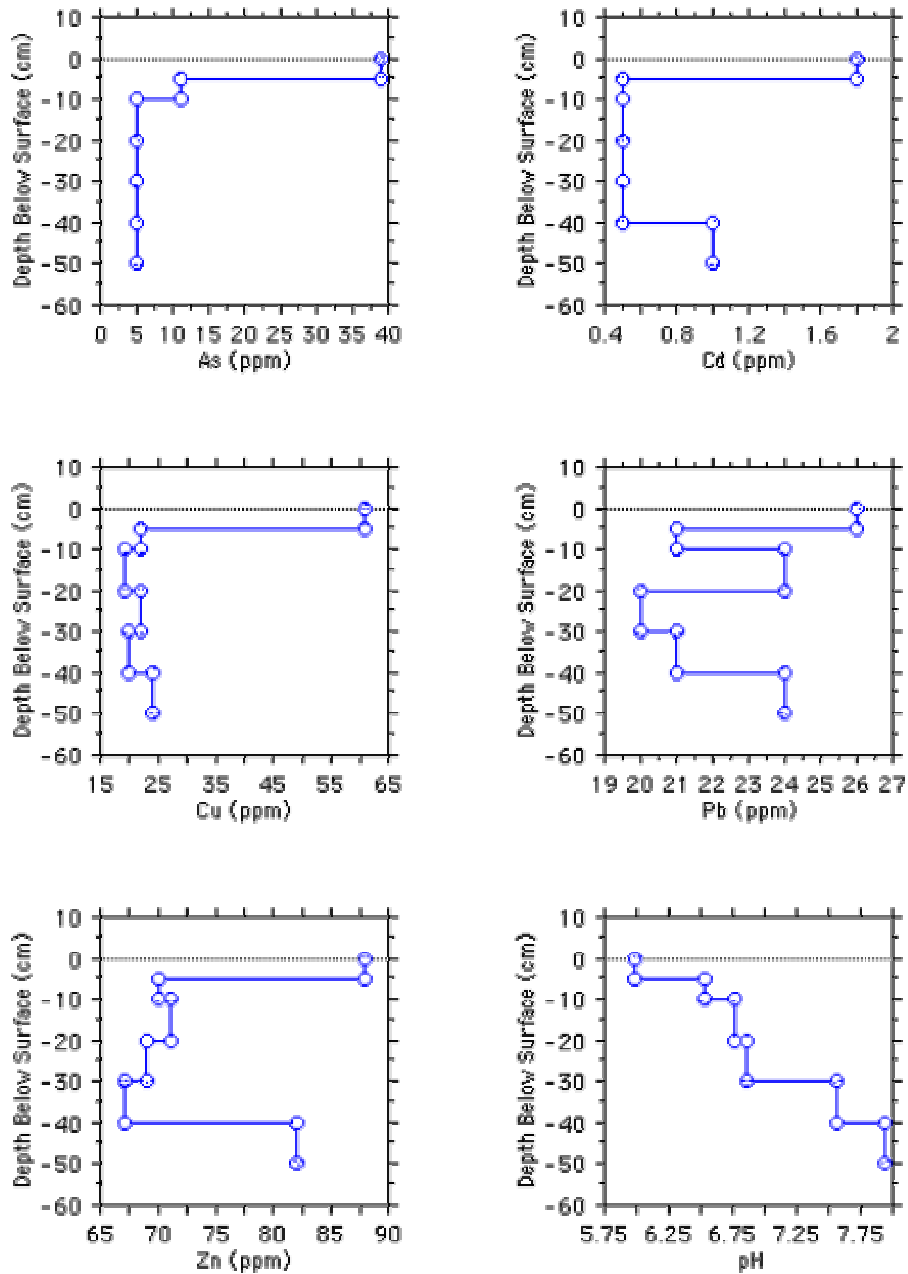 10
0
-10
-20
-30
-40
-50
-60
Depth Below Surface (cm)
0 5 10 15 20 25 30 35 40
As (ppm)
10
0
-10
-20
-30
-40
-50
-60
Depth Below Surface (cm)
0.4 0.8 1.2 1.6 2
Cd (ppm)
10
0
-10
-20
-30
-40
-50
-60
Depth Below Surface (cm)
15 25 35 45 55 65
Cu (ppm)
10
0
-10
-20
-30
-40
-50
-60
Depth Below Surface (cm)
19 20 21 22 23 24 25 26 27
Pb (ppm)
10
0
-10
-20
-30
-40
-50
-60
Depth Below Surface (cm)
65 70 75 80 85 90
Zn (ppm)
10
0
-10
-20
-30
-40
-50
-60
Depth Below Surface (cm)
5.75 6.25 6.75 7.25 7.75
pH